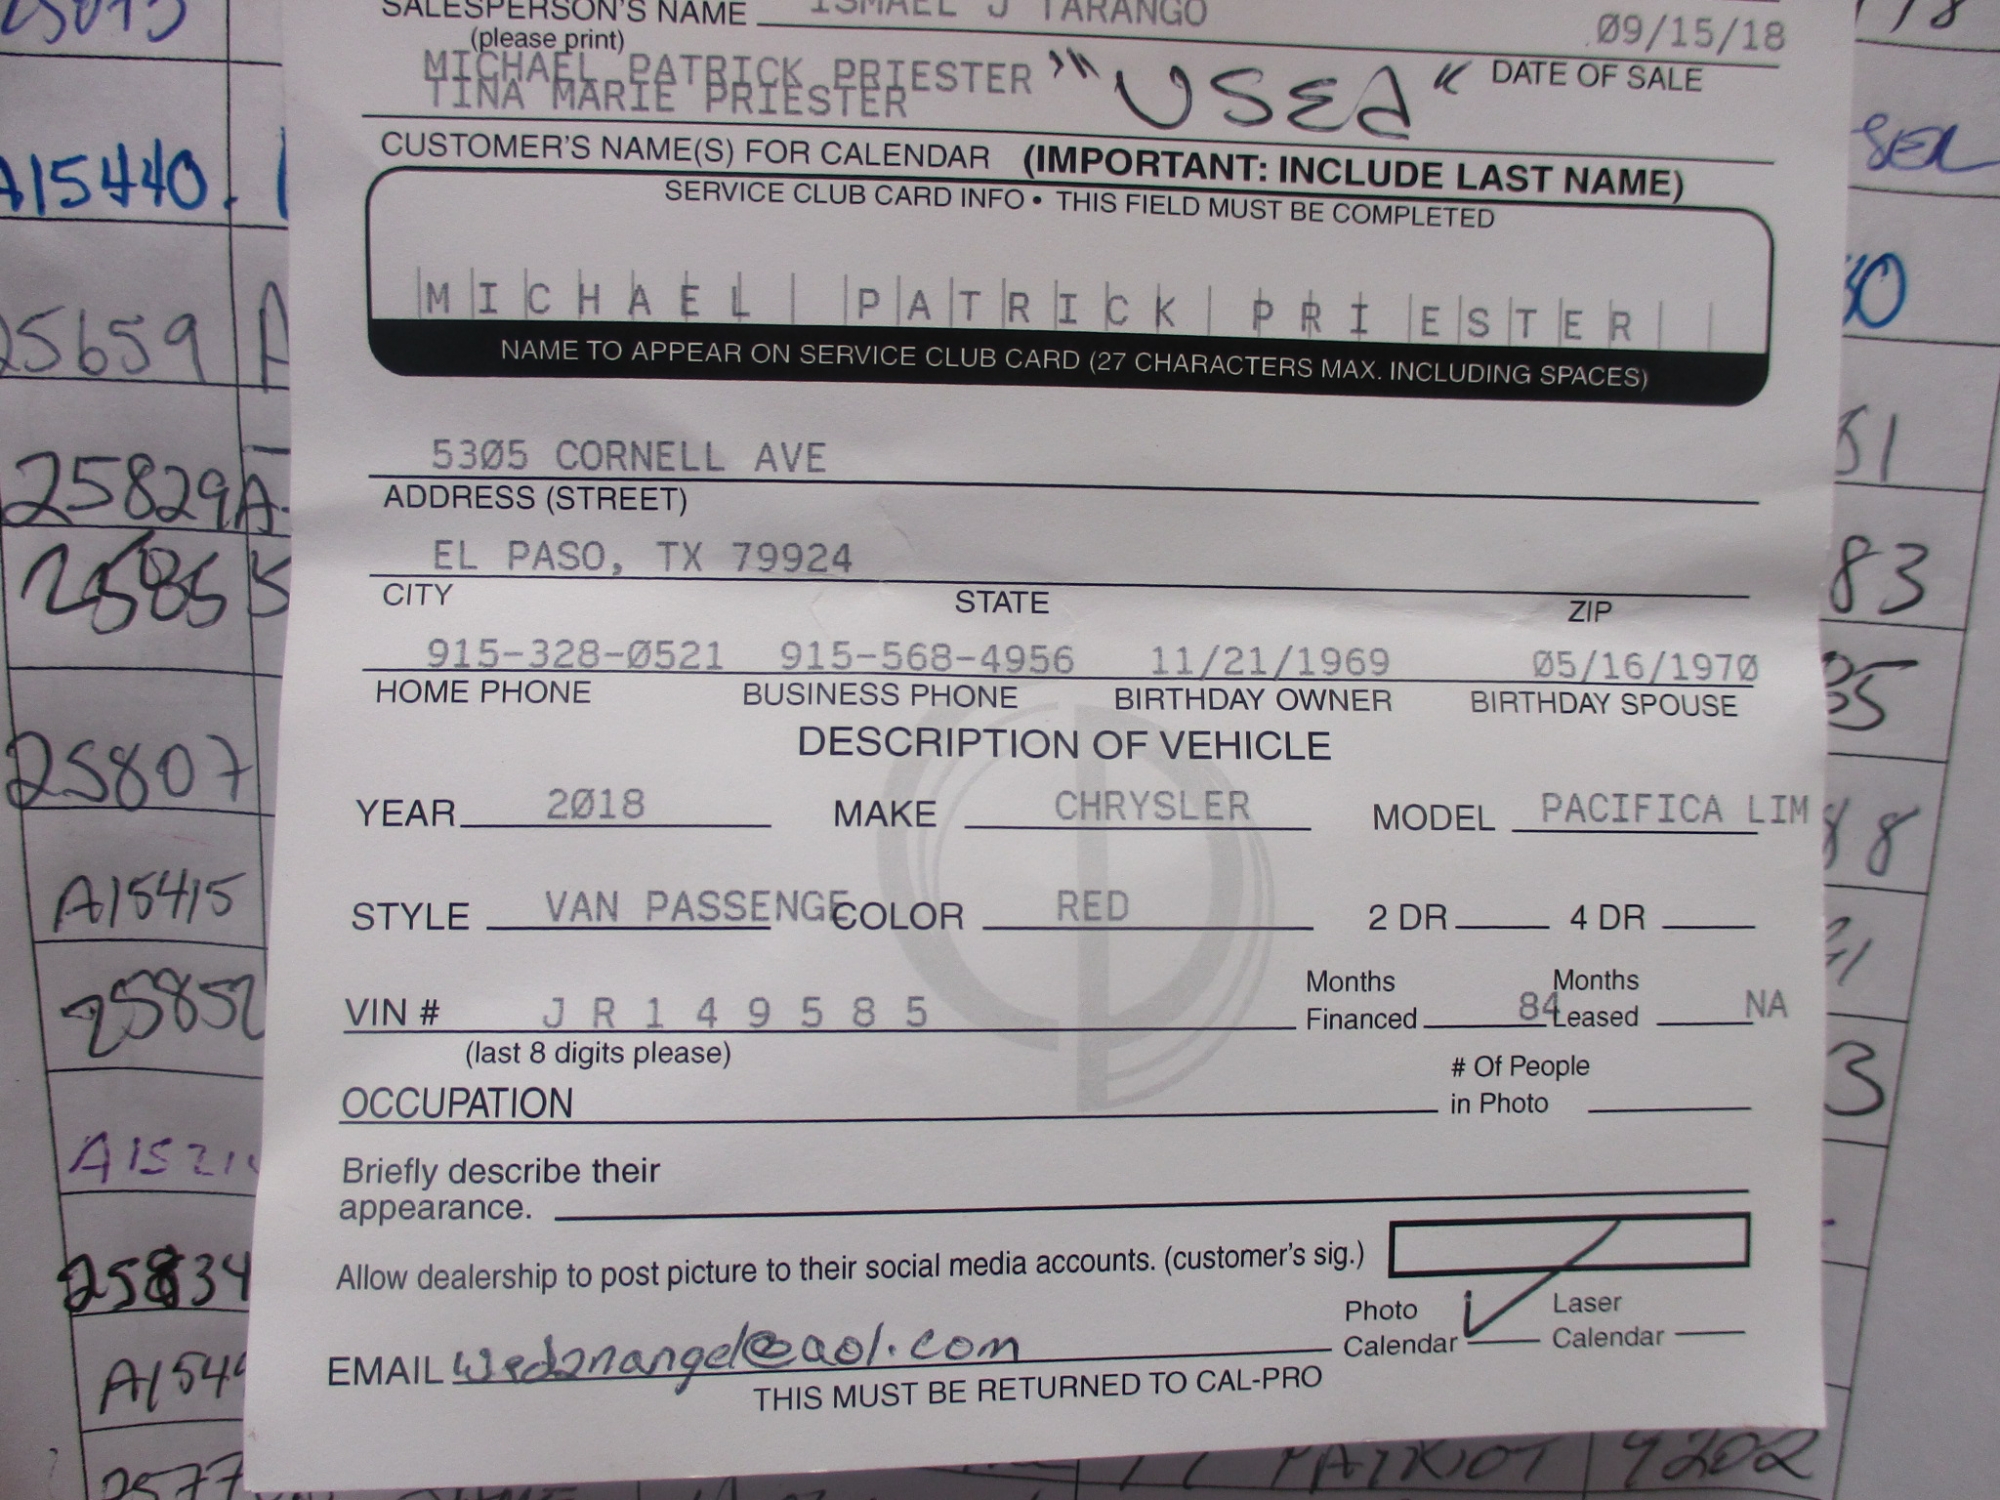 SALESPERSON'S NAME ISMAEL J TARANGO 09/15/18
(please print) DATE OF SALE
MICHAEL PATRICK PRIESTER "USED"
TINA MARIE PRIESTER
CUSTOMER'S NAME(S) FOR CALENDAR (IMPORTANT: INCLUDE LAST NAME)
SERVICE CLUB CARD INFO • THIS FIELD MUST BE COMPLETED
MICHAEL PATRICK PRIESTER
NAME TO APPEAR ON SERVICE CLUB CARD (27 CHARACTERS MAX. INCLUDING SPACES)
5305 CORNELL AVE
ADDRESS (STREET)
EL PASO, TX 79924
CITY STATE ZIP
915-328-0521 915-568-4956 11/21/1969 05/16/1970
HOME PHONE BUSINESS PHONE BIRTHDAY OWNER BIRTHDAY SPOUSE
DESCRIPTION OF VEHICLE
YEAR 2018 MAKE CHRYSLER MODEL PACIFICA LIM
STYLE VAN PASSENGE COLOR RED 2 DR 4 DR
VIN # JR149585 Months Financed 84 Months Leased NA
(last 8 digits please)
OCCUPATION # Of People in Photo
Briefly describe their
appearance.
Allow dealership to post picture to their social media accounts. (customer's sig.)
Photo Calendar Laser Calendar
EMAIL wed2nangel@aol.com
THIS MUST BE RETURNED TO CAL-PRO
A15440
25659
25829A
25807
A15415
25852
25834
83
88
PATRIOT 9202